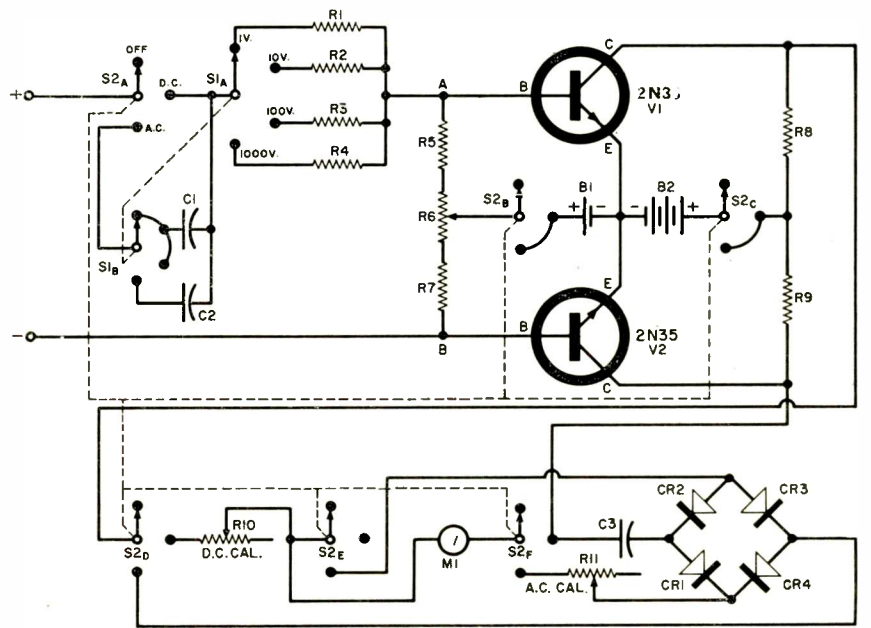 OFF
S2A
D.C.
S1A
1V.
R1
10V.
R2
100V.
R3
1000V.
R4
+
A.C.
C1
S1B
C2
A
R5
R6
R7
B
-
B
C
2N35
V1
E
S2B
B1
+ -
B2
- +
S2C
R8
R9
E
B
2N35
V2
C
S2D
R10
D.C. CAL.
S2E
M1
S2F
C3
R11
A.C. CAL.
CR2
CR3
CR1
CR4